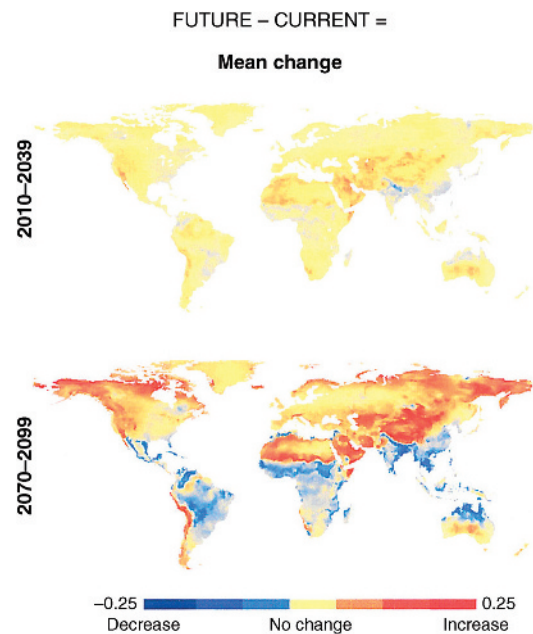 FUTURE – CURRENT =
Mean change
2010–2039
2070–2099
–0.25 0.25
Decrease No change Increase